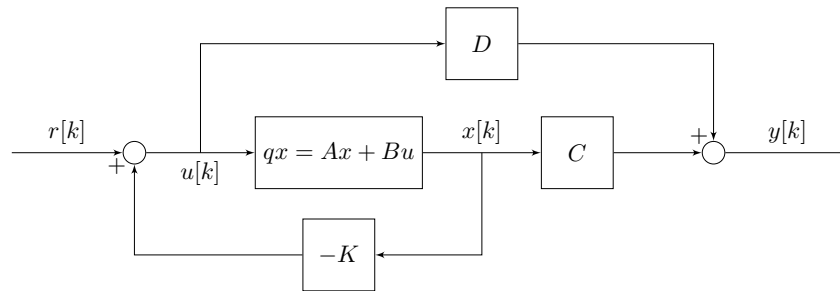 D
r[k]
+
u[k]
qx = Ax + Bu
x[k]
C
+
y[k]
−K